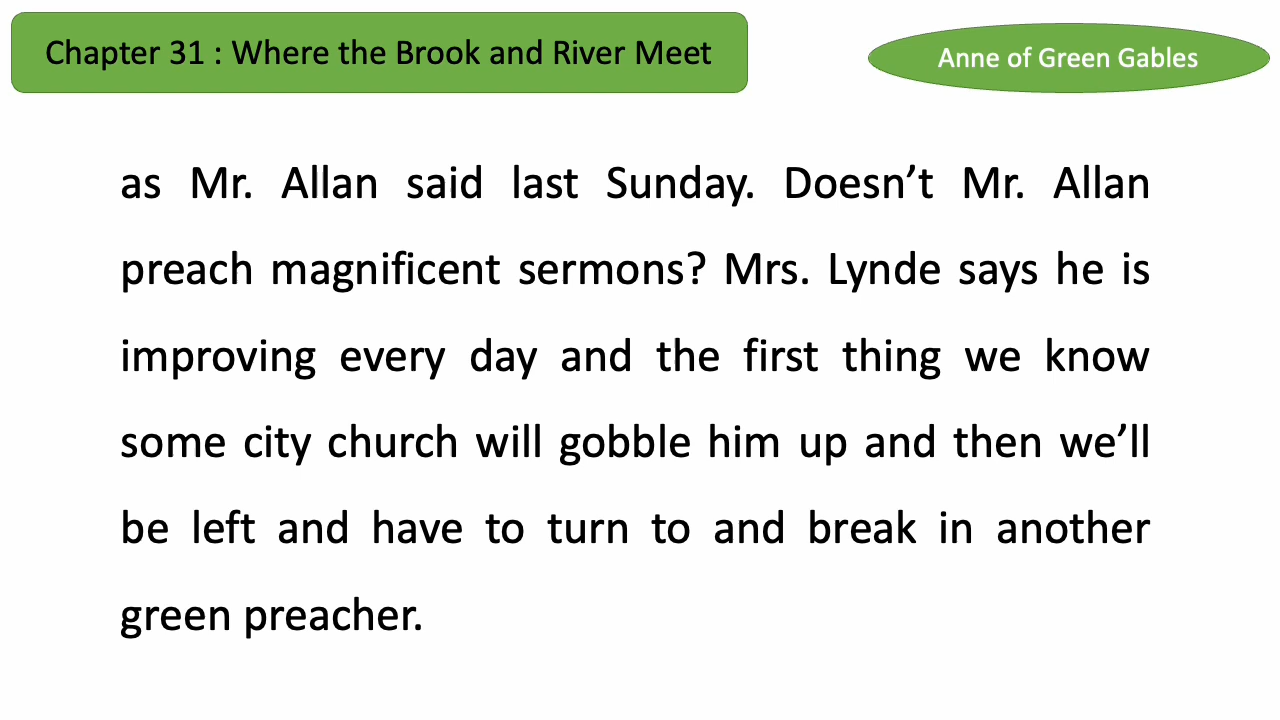 Chapter 31 : Where the Brook and River Meet
Anne of Green Gables
as Mr. Allan said last Sunday. Doesn’t Mr. Allan
preach magnificent sermons? Mrs. Lynde says he is
improving every day and the first thing we know
some city church will gobble him up and then we’ll
be left and have to turn to and break in another
green preacher.